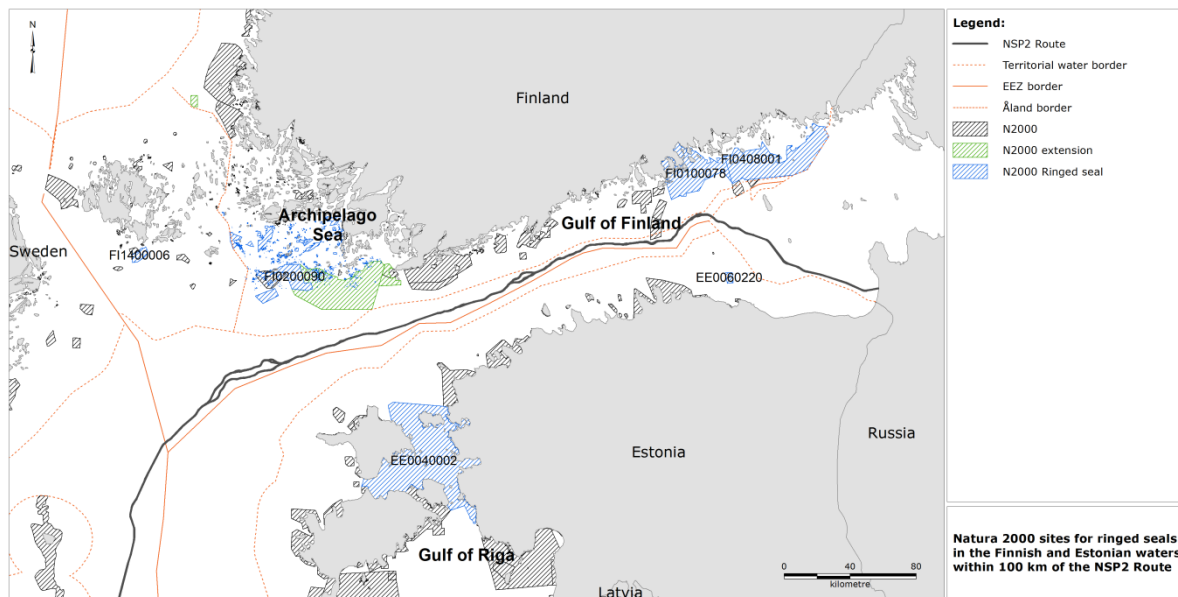 N
Finland
FI0408001
FI0100078
Archipelago
Sea
Gulf of Finland
Sweden
FI1400006
FI0200090
EE0060220
Estonia
Russia
EE0040002
Gulf of Riga
Latvia
0 40 80
kilometre
Legend:
NSP2 Route
Territorial water border
EEZ border
Åland border
N2000
N2000 extension
N2000 Ringed seal
Natura 2000 sites for ringed seals
in the Finnish and Estonian waters
within 100 km of the NSP2 Route